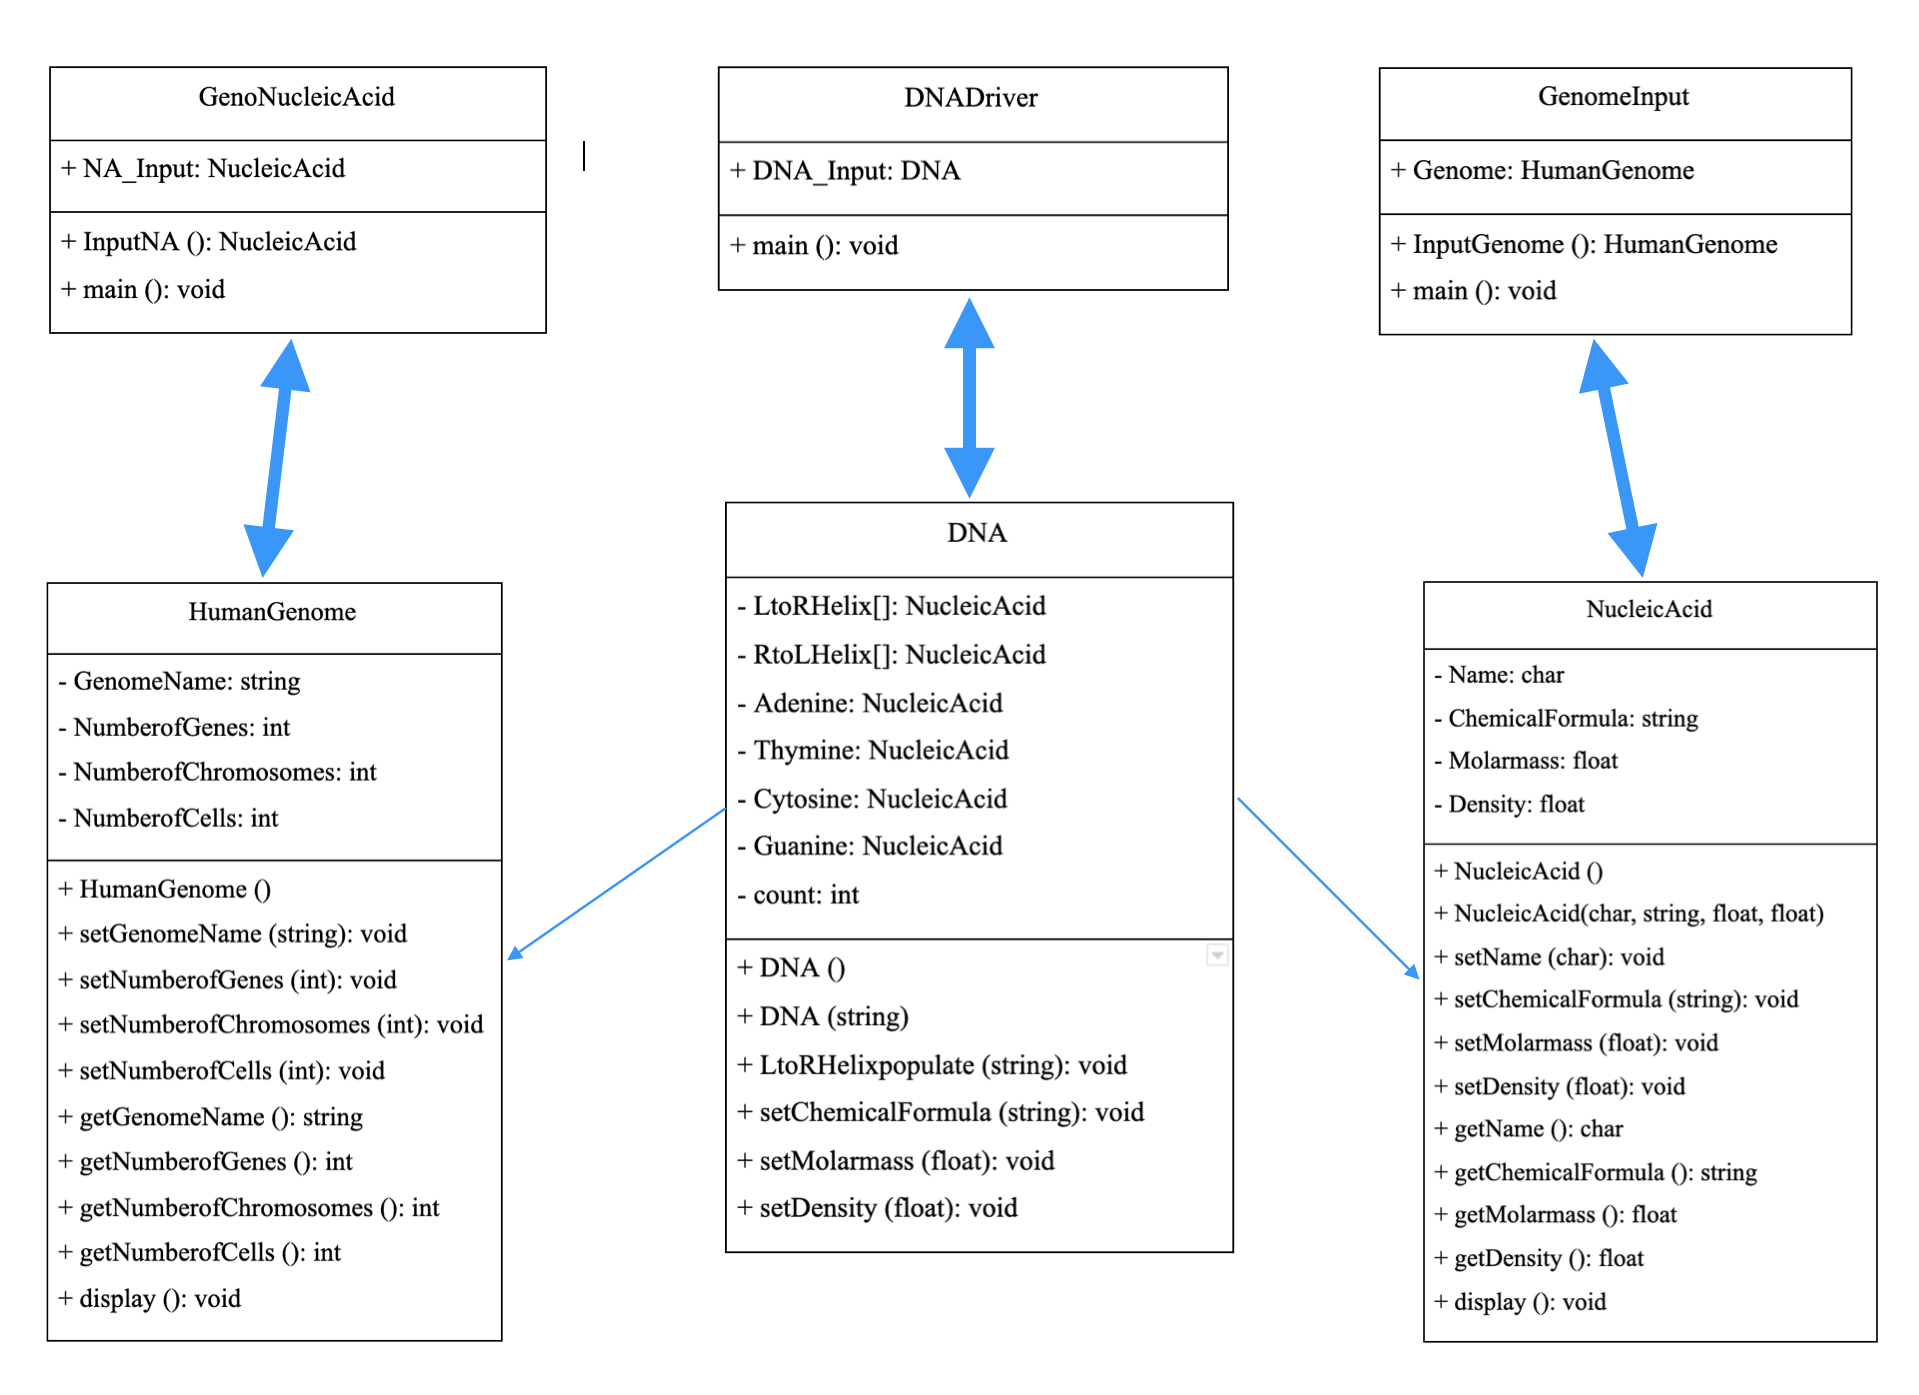 GenoNucleicAcid
+ NA_Input: NucleicAcid
+ InputNA (): NucleicAcid
+ main (): void
DNADriver
+ DNA_Input: DNA
+ main (): void
GenomeInput
+ Genome: HumanGenome
+ InputGenome (): HumanGenome
+ main (): void
HumanGenome
- GenomeName: string
- NumberofGenes: int
- NumberofChromosomes: int
- NumberofCells: int
+ HumanGenome ()
+ setGenomeName (string): void
+ setNumberofGenes (int): void
+ setNumberofChromosomes (int): void
+ setNumberofCells (int): void
+ getGenomeName (): string
+ getNumberofGenes (): int
+ getNumberofChromosomes (): int
+ getNumberofCells (): int
+ display (): void
DNA
- LtoRHelix[]: NucleicAcid
- RtoLHelix[]: NucleicAcid
- Adenine: NucleicAcid
- Thymine: NucleicAcid
- Cytosine: NucleicAcid
- Guanine: NucleicAcid
- count: int
+ DNA ()
+ DNA (string)
+ LtoRHelixpopulate (string): void
+ setChemicalFormula (string): void
+ setMolarmass (float): void
+ setDensity (float): void
NucleicAcid
- Name: char
- ChemicalFormula: string
- Molarmass: float
- Density: float
+ NucleicAcid ()
+ NucleicAcid(char, string, float, float)
+ setName (char): void
+ setChemicalFormula (string): void
+ setMolarmass (float): void
+ setDensity (float): void
+ getName (): char
+ getChemicalFormula (): string
+ getMolarmass (): float
+ getDensity (): float
+ display (): void